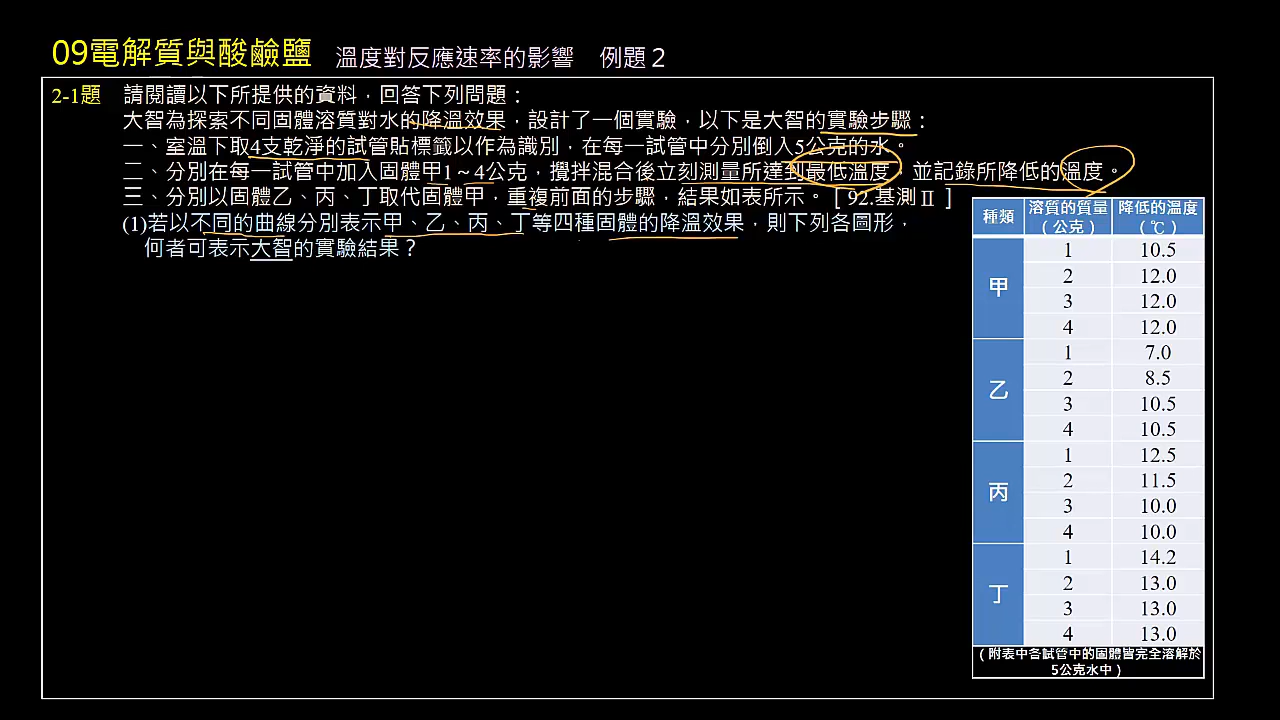 09電解質與酸鹼鹽 溫度對反應速率的影響 例題2
2-1題 請閱讀以下所提供的資料，回答下列問題：
大智為探索不同固體溶質對水的降溫效果，設計了一個實驗，以下是大智的實驗步驟：
一、室溫下取4支乾淨的試管貼標籤以作為識別，在每一試管中分別倒入5公克的水。
二、分別在每一試管中加入固體甲1～4公克，攪拌混合後立刻測量所達到最低溫度，並記錄所降低的溫度。
三、分別以固體乙、丙、丁取代固體甲，重複前面的步驟，結果如表所示。［92.基測Ⅱ］
(1)若以不同的曲線分別表示甲、乙、丙、丁等四種固體的降溫效果，則下列各圖形，
何者可表示大智的實驗結果？
種類 溶質的質量（公克） 降低的溫度（℃）
甲 1 10.5
2 12.0
3 12.0
4 12.0
乙 1 7.0
2 8.5
3 10.5
4 10.5
丙 1 12.5
2 11.5
3 10.0
4 10.0
丁 1 14.2
2 13.0
3 13.0
4 13.0
（附表中各試管中的固體皆完全溶解於
5公克水中）